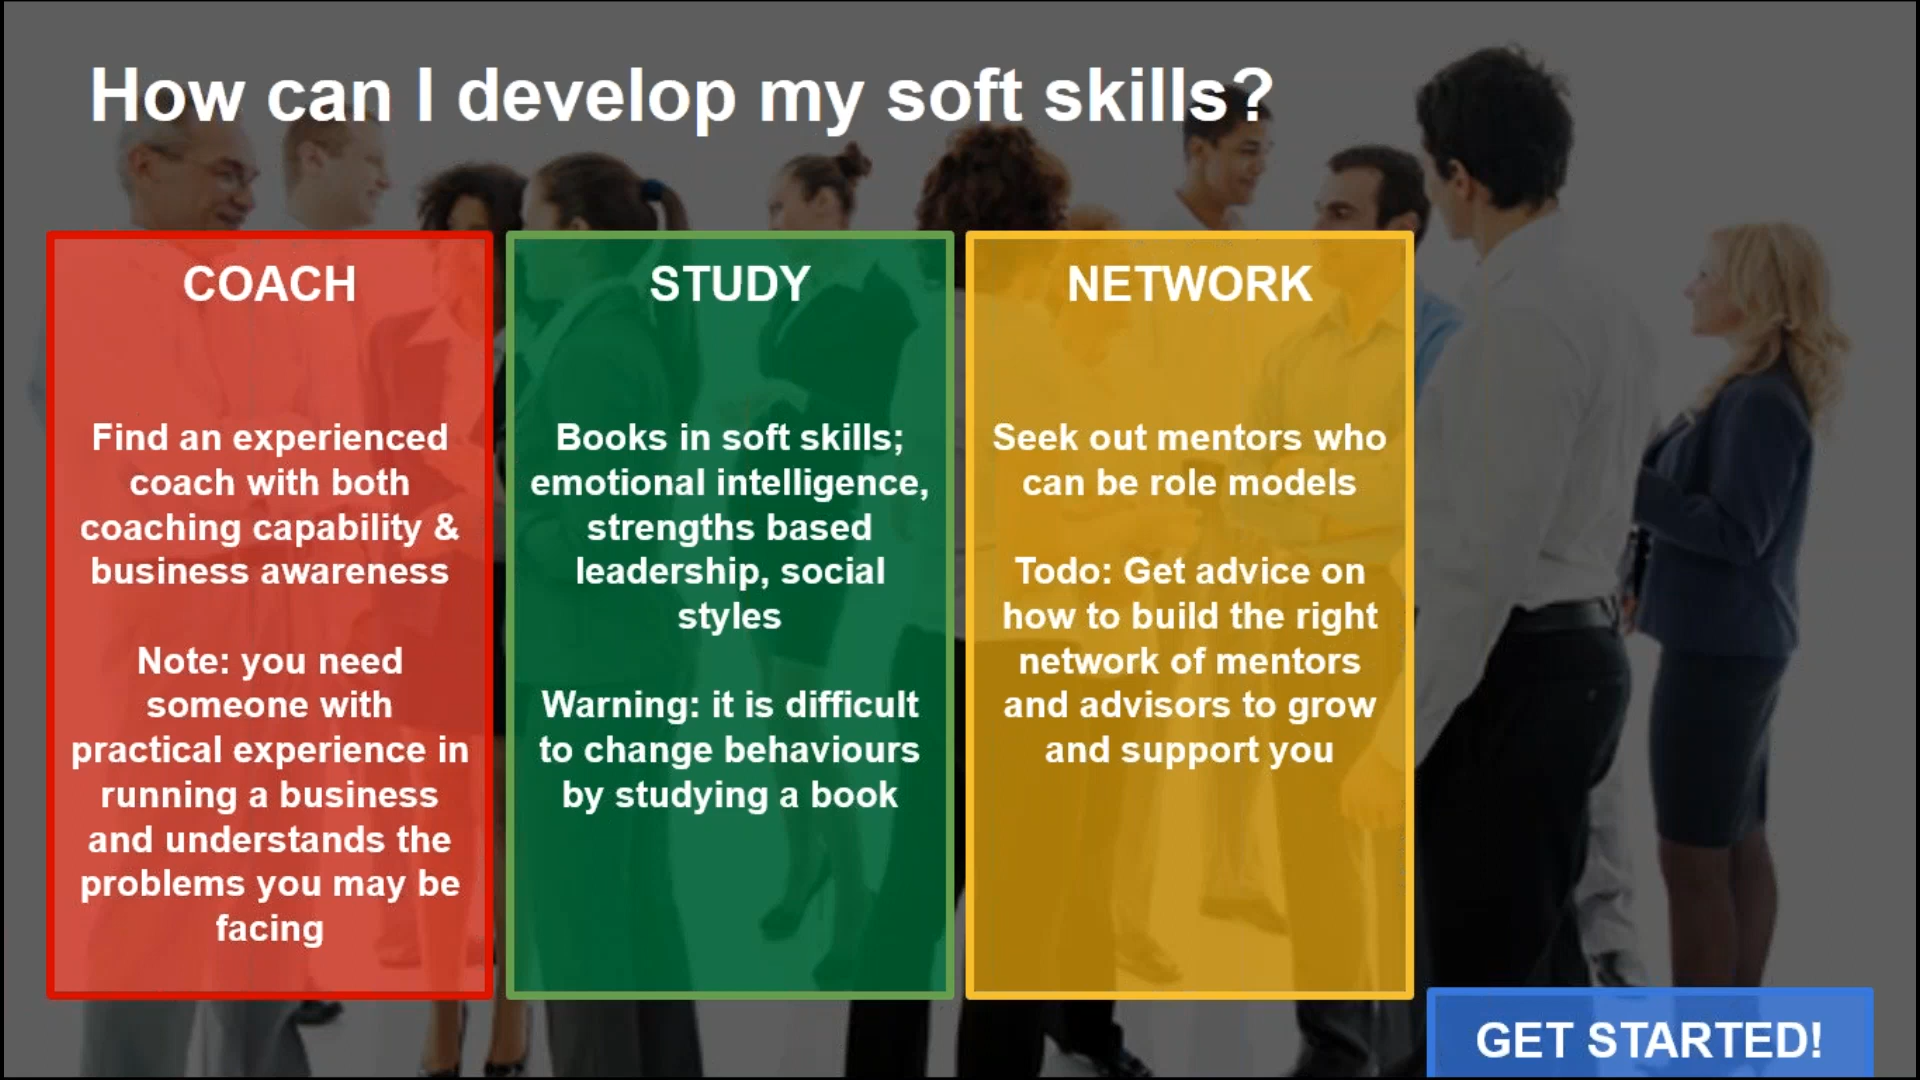 How can I develop my soft skills?
COACH
Find an experienced
coach with both
coaching capability &
business awareness
Note: you need
someone with
practical experience in
running a business
and understands the
problems you may be
facing
STUDY
Books in soft skills;
emotional intelligence,
strengths based
leadership, social
styles
Warning: it is difficult
to change behaviours
by studying a book
NETWORK
Seek out mentors who
can be role models
Todo: Get advice on
how to build the right
network of mentors
and advisors to grow
and support you
GET STARTED!